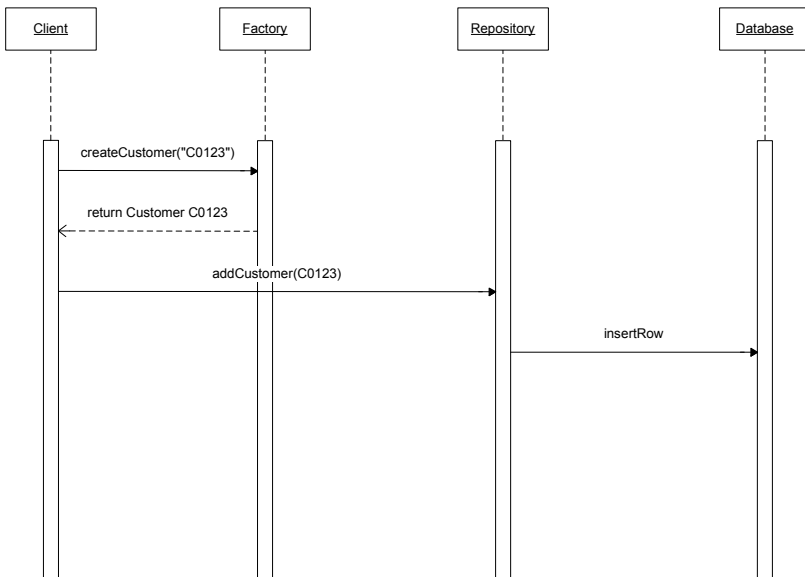 Client
Factory
Repository
Database
createCustomer("C0123")
return Customer C0123
addCustomer(C0123)
insertRow